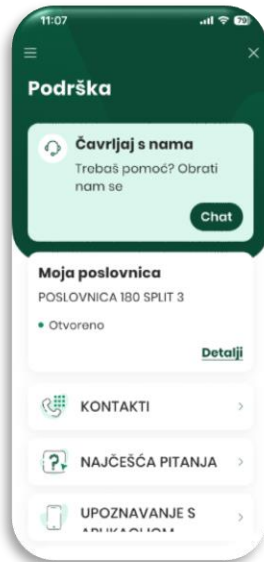 11:07
79
Podrška
Čavrljaj s nama
Trebaš pomoć? Obrati
nam se
Chat
Moja poslovnica
POSLOVNICA 180 SPLIT 3
Otvoreno
Detalji
KONTAKTI
NAJČEŠĆA PITANJA
UPOZNAVANJE S
APLIKACIJOM